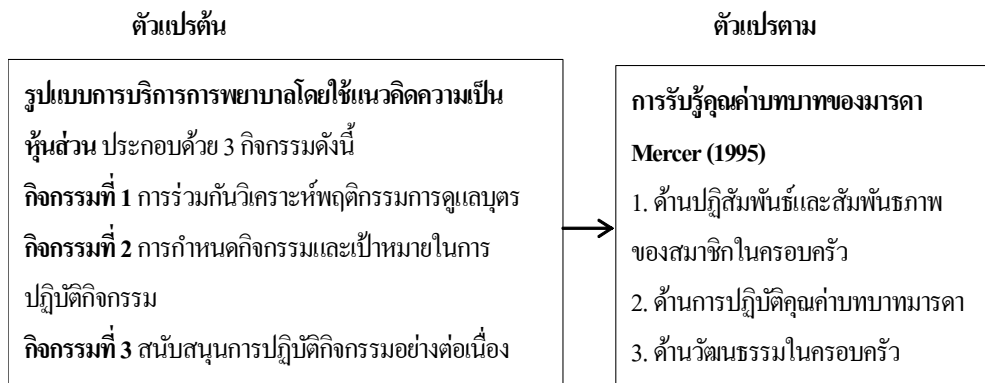 ตัวแปรต้น
ตัวแปรตาม
รูปแบบการบริการการพยาบาลโดยใช้แนวคิดความเป็น
หุ้นส่วน ประกอบด้วย 3 กิจกรรมดังนี้
กิจกรรมที่ 1 การร่วมกันวิเคราะห์พฤติกรรมการดูแลบุตร
กิจกรรมที่ 2 การกำหนดกิจกรรมและเป้าหมายในการ
ปฏิบัติกิจกรรม
กิจกรรมที่ 3 สนับสนุนการปฏิบัติกิจกรรมอย่างต่อเนื่อง
การรับรู้คุณค่าบทบาทของมารดา
Mercer (1995)
1. ด้านปฏิสัมพันธ์และสัมพันธภาพ
ของสมาชิกในครอบครัว
2. ด้านการปฏิบัติคุณค่าบทบาทมารดา
3. ด้านวัฒนธรรมในครอบครัว